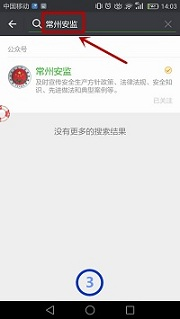 中国移动 14:03
常州安监
公众号
常州安监
及时宣传安全生产方针政策，法律法规，安全知
识，先进做法和典型案例等。
已关注
没有更多的搜索结果
3